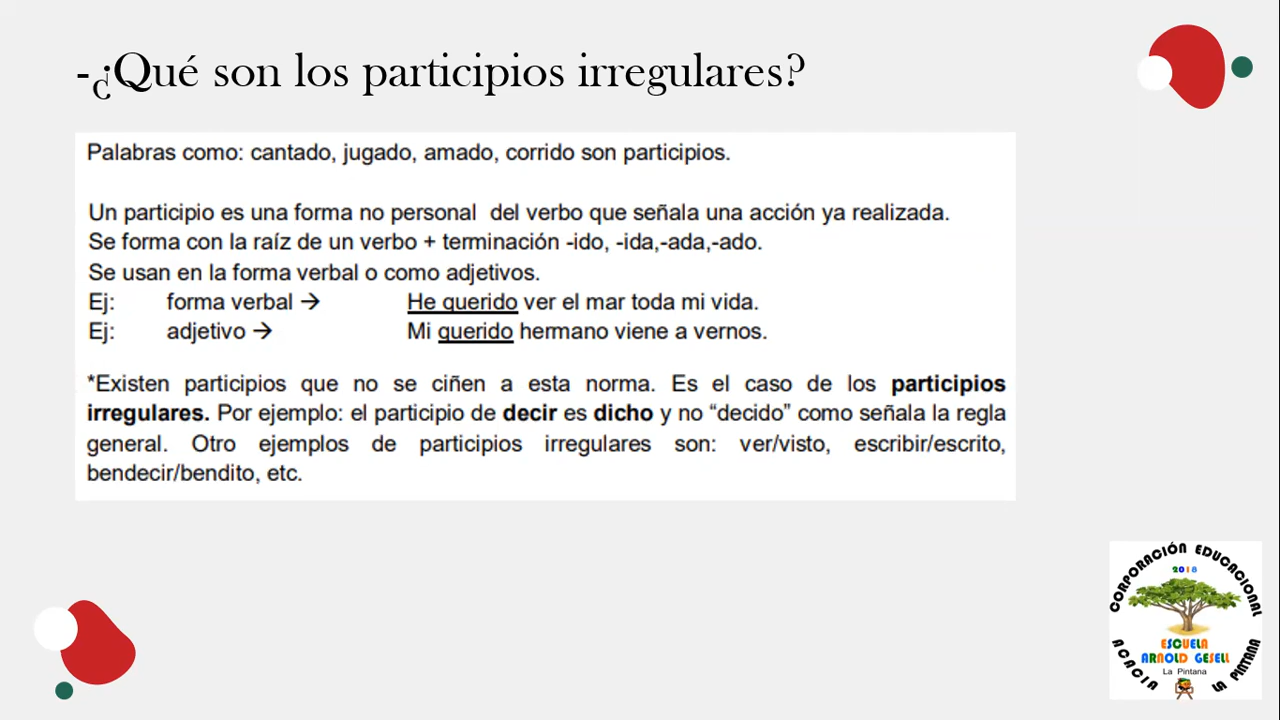 -¿Qué son los participios irregulares?
Palabras como: cantado, jugado, amado, corrido son participios.
Un participio es una forma no personal del verbo que señala una acción ya realizada.
Se forma con la raíz de un verbo + terminación -ido, -ida,-ada,-ado.
Se usan en la forma verbal o como adjetivos.
Ej: forma verbal → He querido ver el mar toda mi vida.
Ej: adjetivo → Mi querido hermano viene a vernos.
*Existen participios que no se ciñen a esta norma. Es el caso de los participios
irregulares. Por ejemplo: el participio de decir es dicho y no “decido” como señala la regla
general. Otro ejemplos de participios irregulares son: ver/visto, escribir/escrito,
bendecir/bendito, etc.
CORPORACIÓN EDUCACIONAL
2018
ESCUELA
ARNOLD GESELL
La Pintana
ACACIA
LA PINTANA